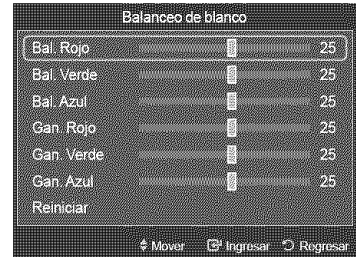 Balanceo de blanco
Bal. Rojo 25
Bal. Verde 25
Bal. Azul 25
Gan. Rojo 25
Gan. Verde 25
Gan. Azul 25
Reiniciar
Mover Ingresar Regresar